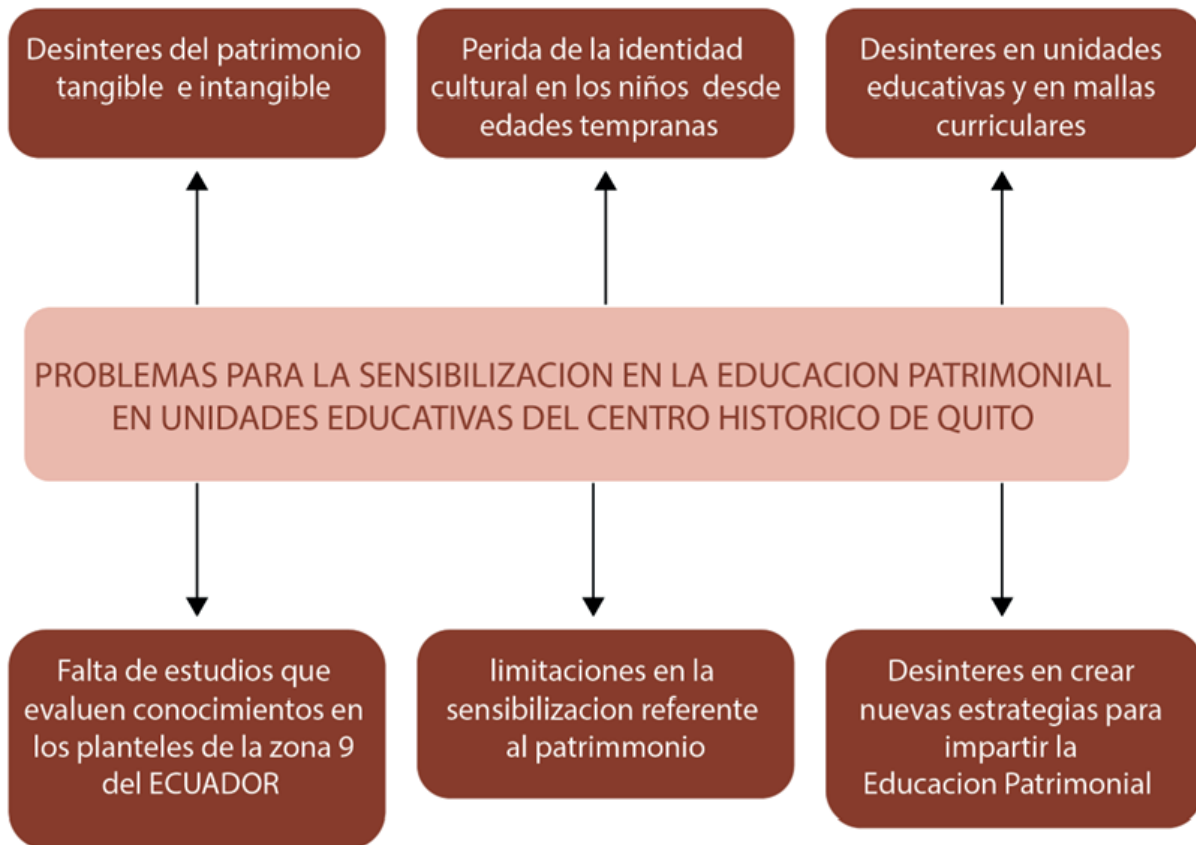 Desinteres del patrimonio
tangible e intangible
Perida de la identidad
cultural en los niños desde
edades tempranas
Desinteres en unidades
educativas y en mallas
curriculares
PROBLEMAS PARA LA SENSIBILIZACION EN LA EDUCACION PATRIMONIAL
EN UNIDADES EDUCATIVAS DEL CENTRO HISTORICO DE QUITO
Falta de estudios que
evaluen conocimientos en
los planteles de la zona 9
del ECUADOR
limitaciones en la
sensibilizacion referente
al patrimmonio
Desinteres en crear
nuevas estrategias para
impartir la
Educacion Patrimonial